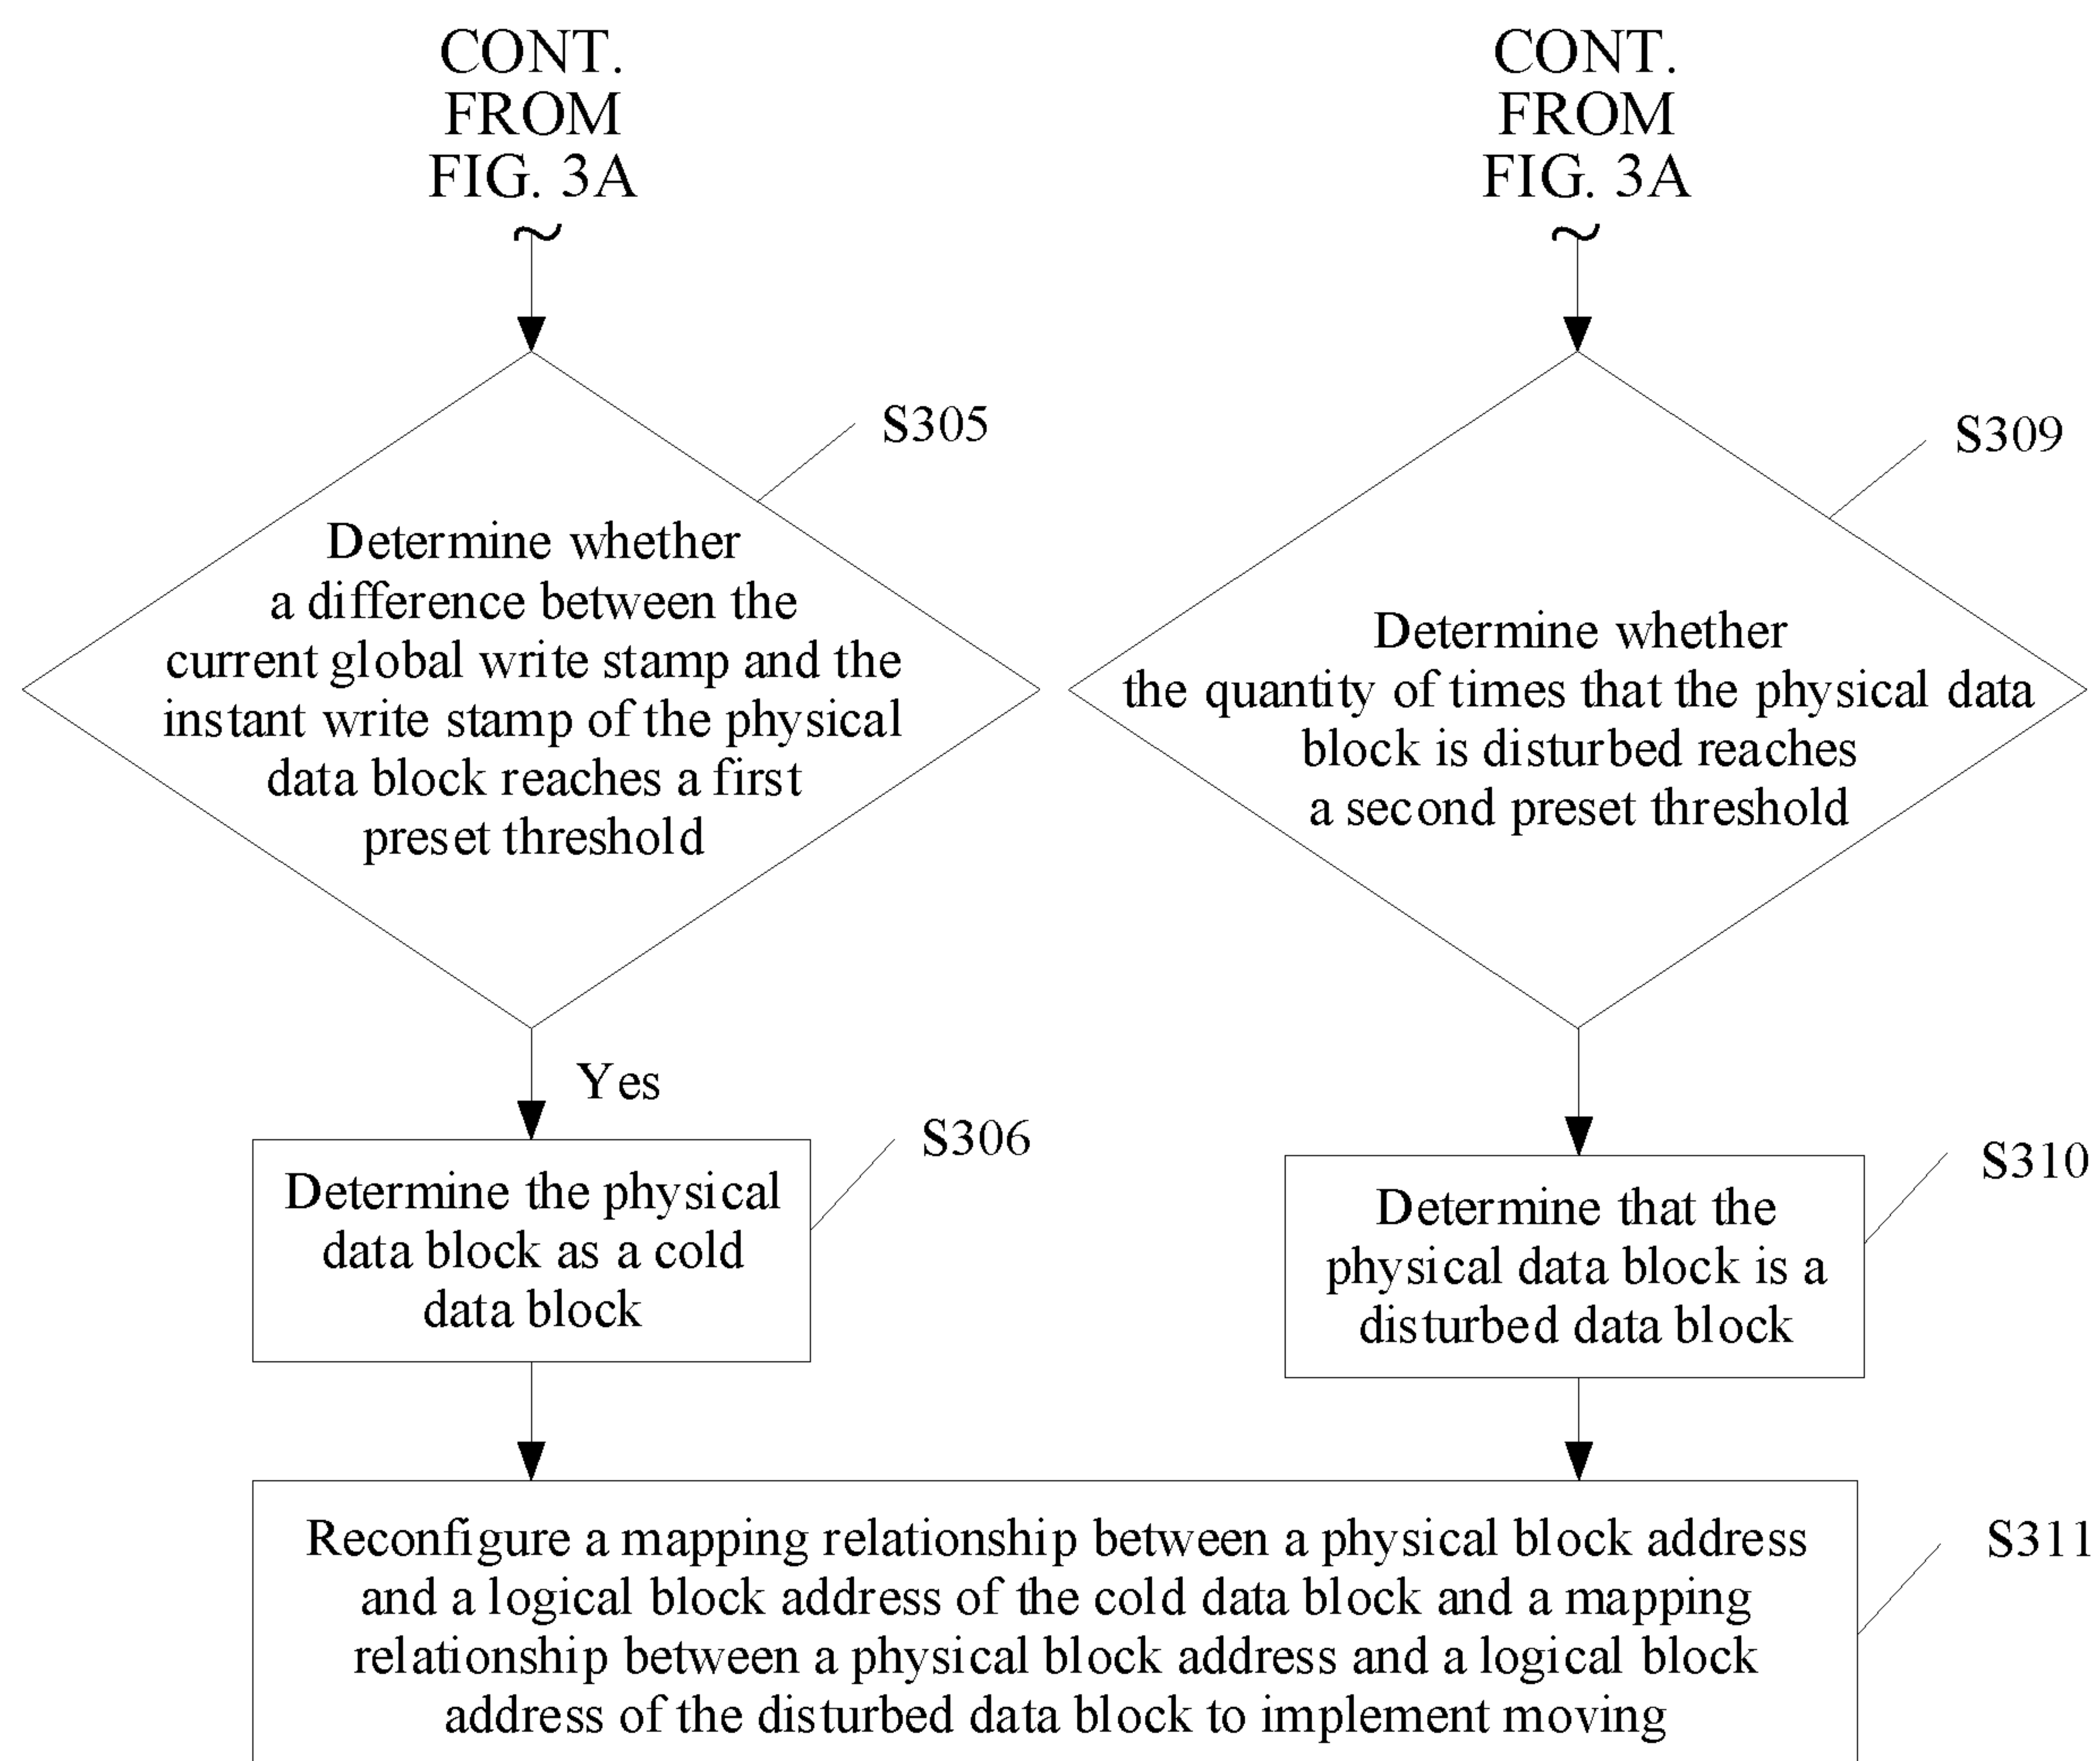 CONT.
FROM
FIG. 3A
CONT.
FROM
FIG. 3A
S305
Determine whether
a difference between the
current global write stamp and the
instant write stamp of the physical
data block reaches a first
preset threshold
S309
Determine whether
the quantity of times that the physical data
block is disturbed reaches
a second preset threshold
Yes
S306
Determine the physical
data block as a cold
data block
S310
Determine that the
physical data block is a
disturbed data block
Reconfigure a mapping relationship between a physical block address
and a logical block address of the cold data block and a mapping
relationship between a physical block address and a logical block
address of the disturbed data block to implement moving
S311